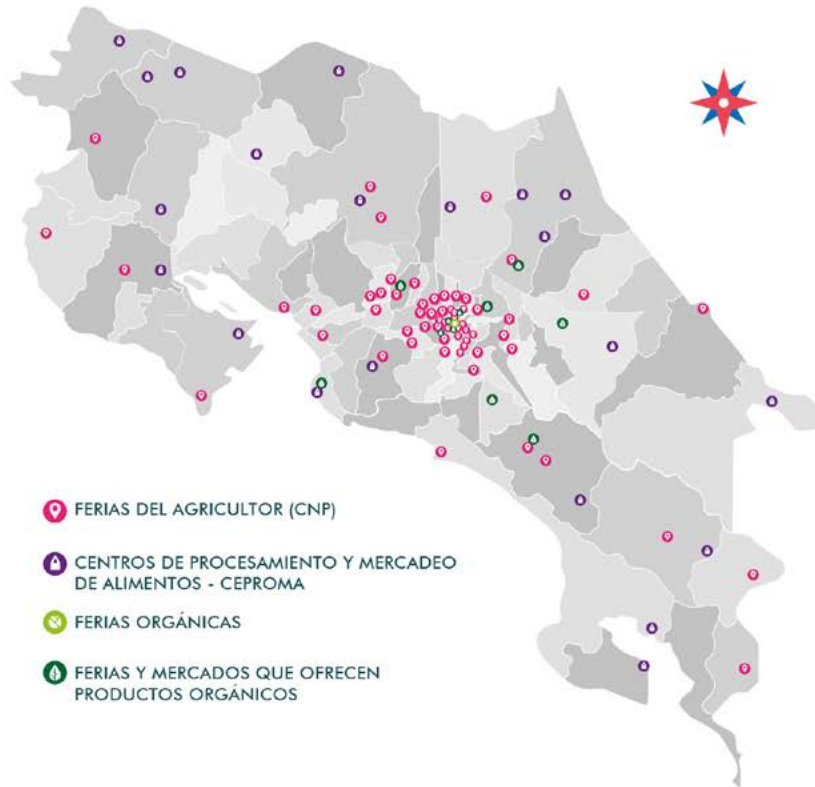 FERIAS DEL AGRICULTOR (CNP)
CENTROS DE PROCESAMIENTO Y MERCADEO
DE ALIMENTOS - CEPROMA
FERIAS ORGÁNICAS
FERIAS Y MERCADOS QUE OFRECEN
PRODUCTOS ORGÁNICOS